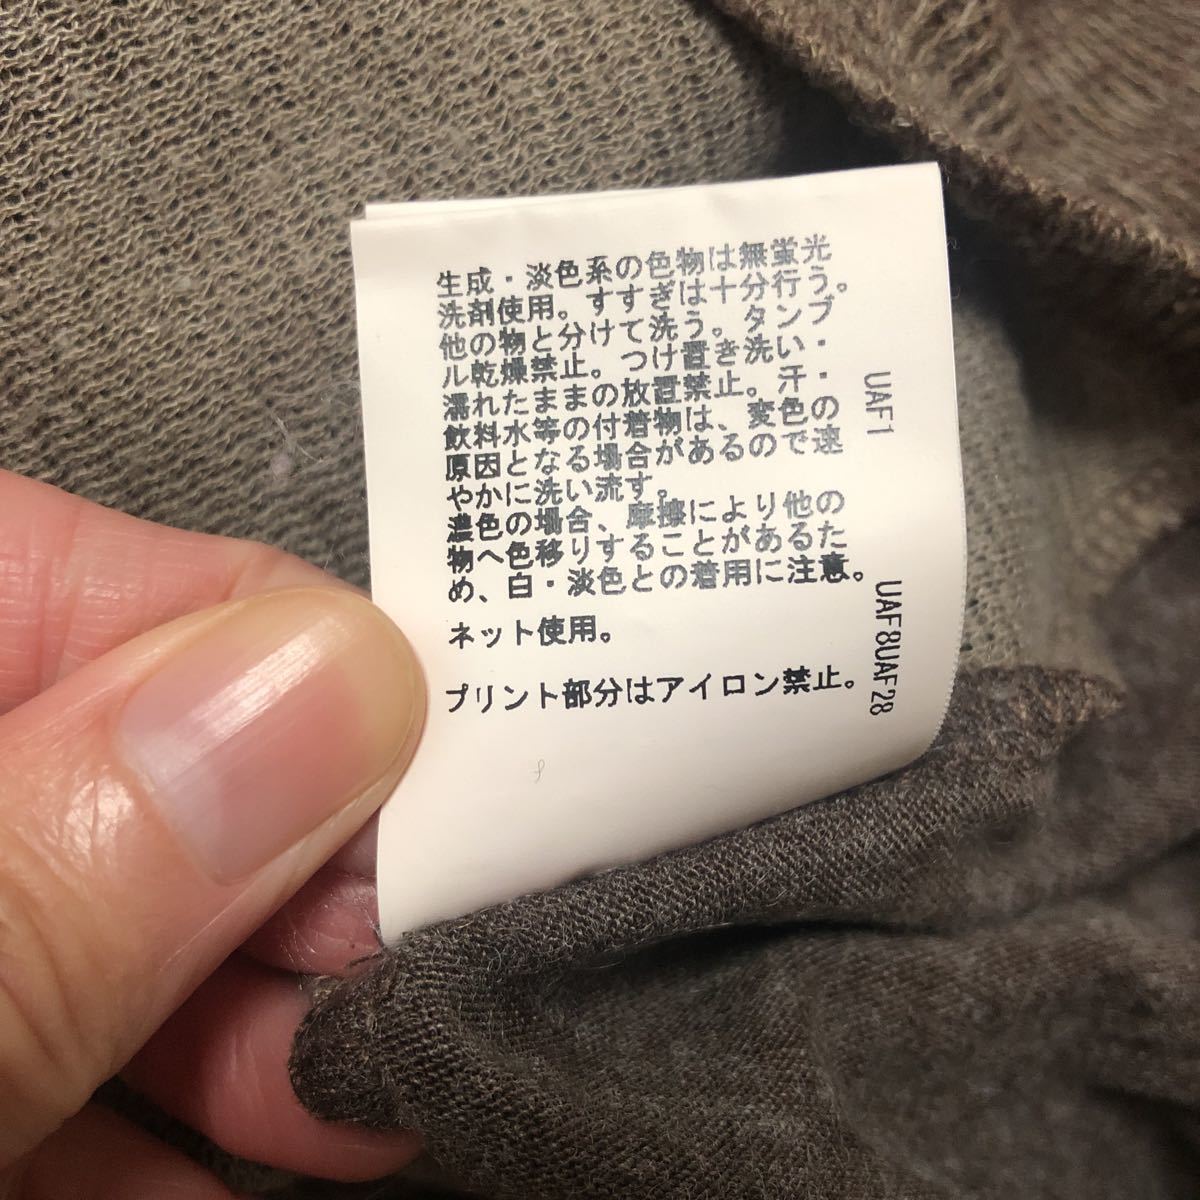 生成・淡色系の色物は無蛍光
洗剤使用。すすぎは十分行う。
他の物と分けて洗う。タンブ
ル乾燥禁止。つけ置き洗い・
濡れたままの放置禁止。汗・
飲料水等の付着物は、変色の
原因となる場合があるので速
やかに洗い流す。
濃色の場合、摩擦により他の
物へ色移りすることがあるた
め、白・淡色との着用に注意。
ネット使用。
プリント部分はアイロン禁止。
UAF1
UAF8UAF28